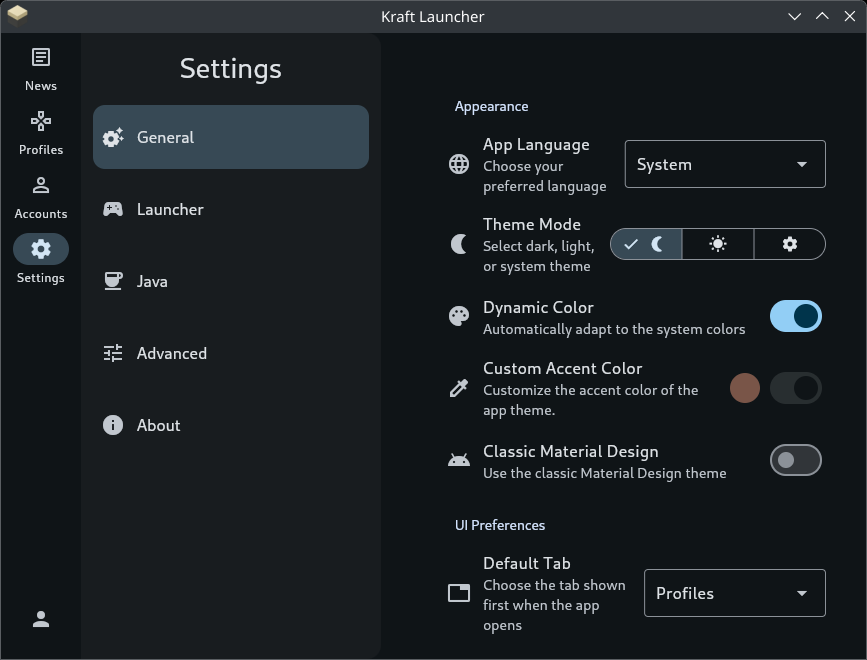 Kraft Launcher
News
Profiles
Accounts
Settings
Settings
General
Launcher
Java
Advanced
About
Appearance
App Language
Choose your
preferred language
System
Theme Mode
Select dark, light,
or system theme
Dynamic Color
Automatically adapt to the system colors
Custom Accent Color
Customize the accent color of the
app theme.
Classic Material Design
Use the classic Material Design theme
UI Preferences
Default Tab
Choose the tab shown
first when the app
opens
Profiles